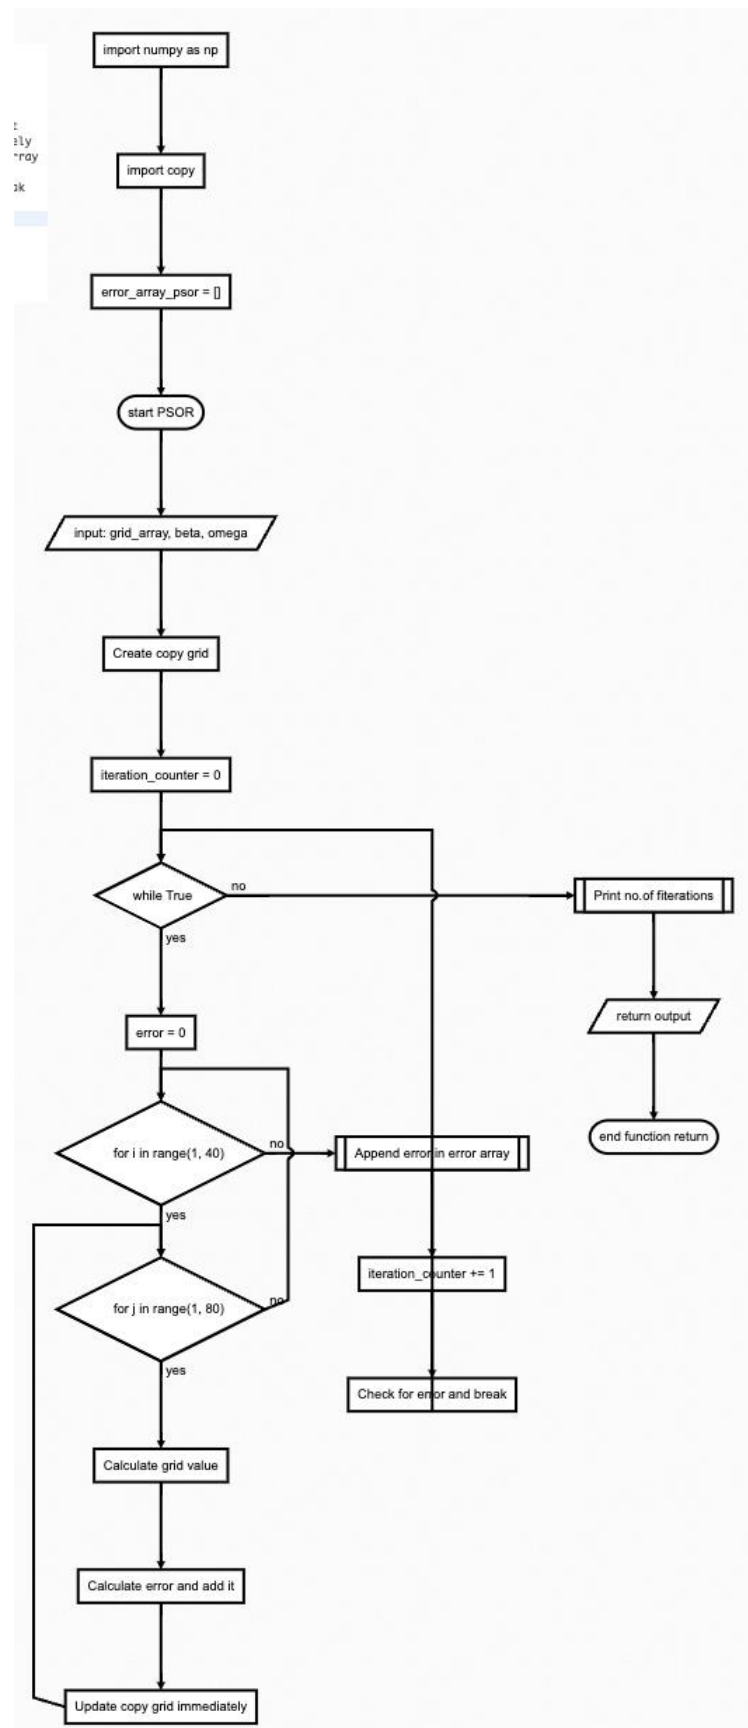 import numpy as np
import copy
error_array_psor = []
start PSOR
input: grid_array, beta, omega
Create copy grid
iteration_counter = 0
while True
no
yes
Print no.of fiterations
return output
end function return
error = 0
for i in range(1, 40)
no
yes
Append error in error array
iteration_counter += 1
Check for error and break
for j in range(1, 80)
no
yes
Calculate grid value
Calculate error and add it
Update copy grid immediately